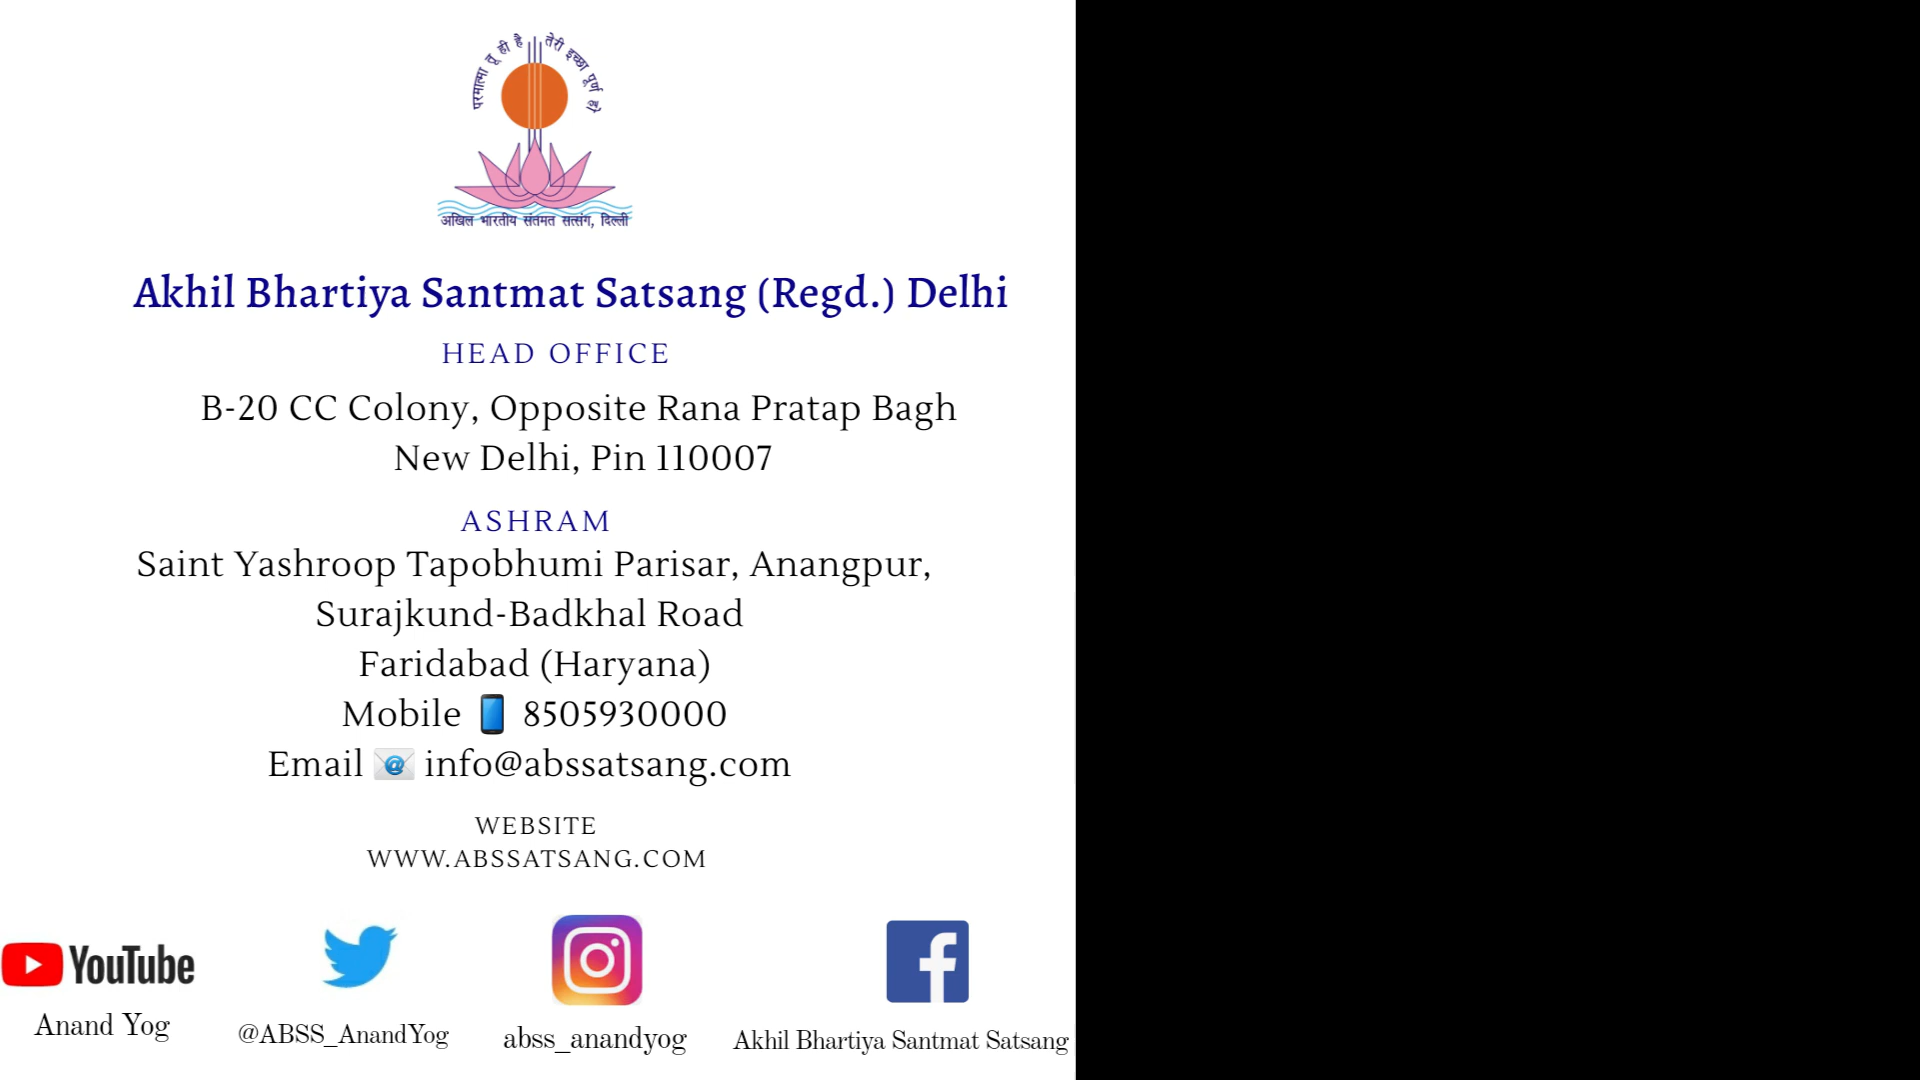 परमात्मा तू ही है तेरी इच्छा पूर्ण हो
अखिल भारतीय संतमत सत्संग, दिल्ली
Akhil Bhartiya Santmat Satsang (Regd.) Delhi
HEAD OFFICE
B-20 CC Colony, Opposite Rana Pratap Bagh
New Delhi, Pin 110007
ASHRAM
Saint Yashroop Tapobhumi Parisar, Anangpur,
Surajkund-Badkhal Road
Faridabad (Haryana)
Mobile 📱 8505930000
Email 📧 info@abssatsang.com
WEBSITE
WWW.ABSSATSANG.COM
YouTube
Anand Yog
@ABSS_AnandYog
abss_anandyog
Akhil Bhartiya Santmat Satsang